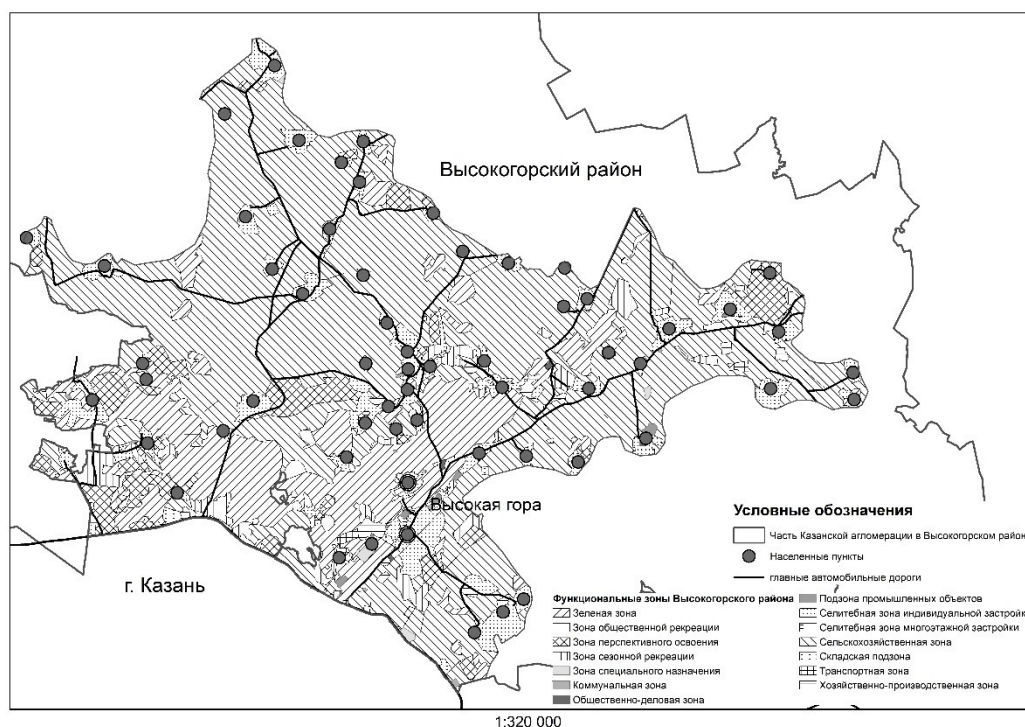 Высокогорский район
Высокая гора
г. Казань
Условные обозначения
Часть Казанской агломерации в Высокогорском район
Населенные пункты
главные автомобильные дороги
Функциональные зоны Высокогорского района
Зеленая зона
Зона общественной рекреации
Зона перспективного освоения
Зона сезонной рекреации
Зона специального назначения
Коммунальная зона
Общественно-деловая зона
Подзона промышленных объектов
Селитебная зона индивидуальной застройк
Селитебная зона многоэтажной застройки
Сельскохозяйственная зона
Складская подзона
Транспортная зона
Хозяйственно-производственная зона
1:320 000